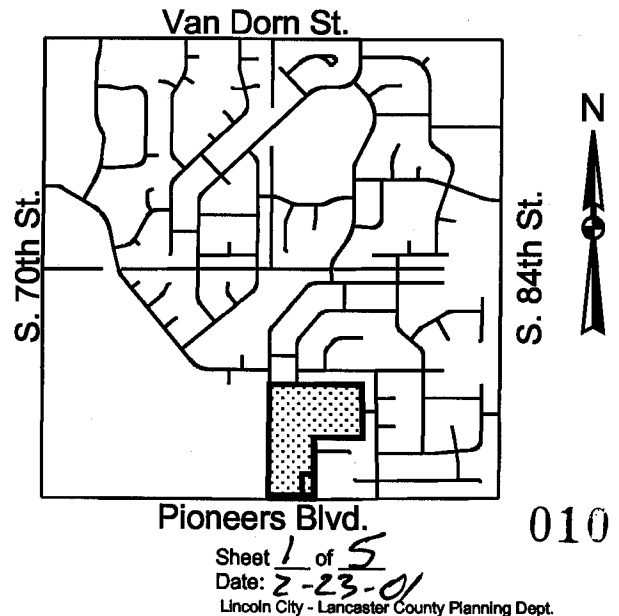 Van Dorn St.
N
S. 70th St.
S. 84th St.
Pioneers Blvd.
010
Sheet 1 of 5
Date: 2-23-01
Lincoln City - Lancaster County Planning Dept.